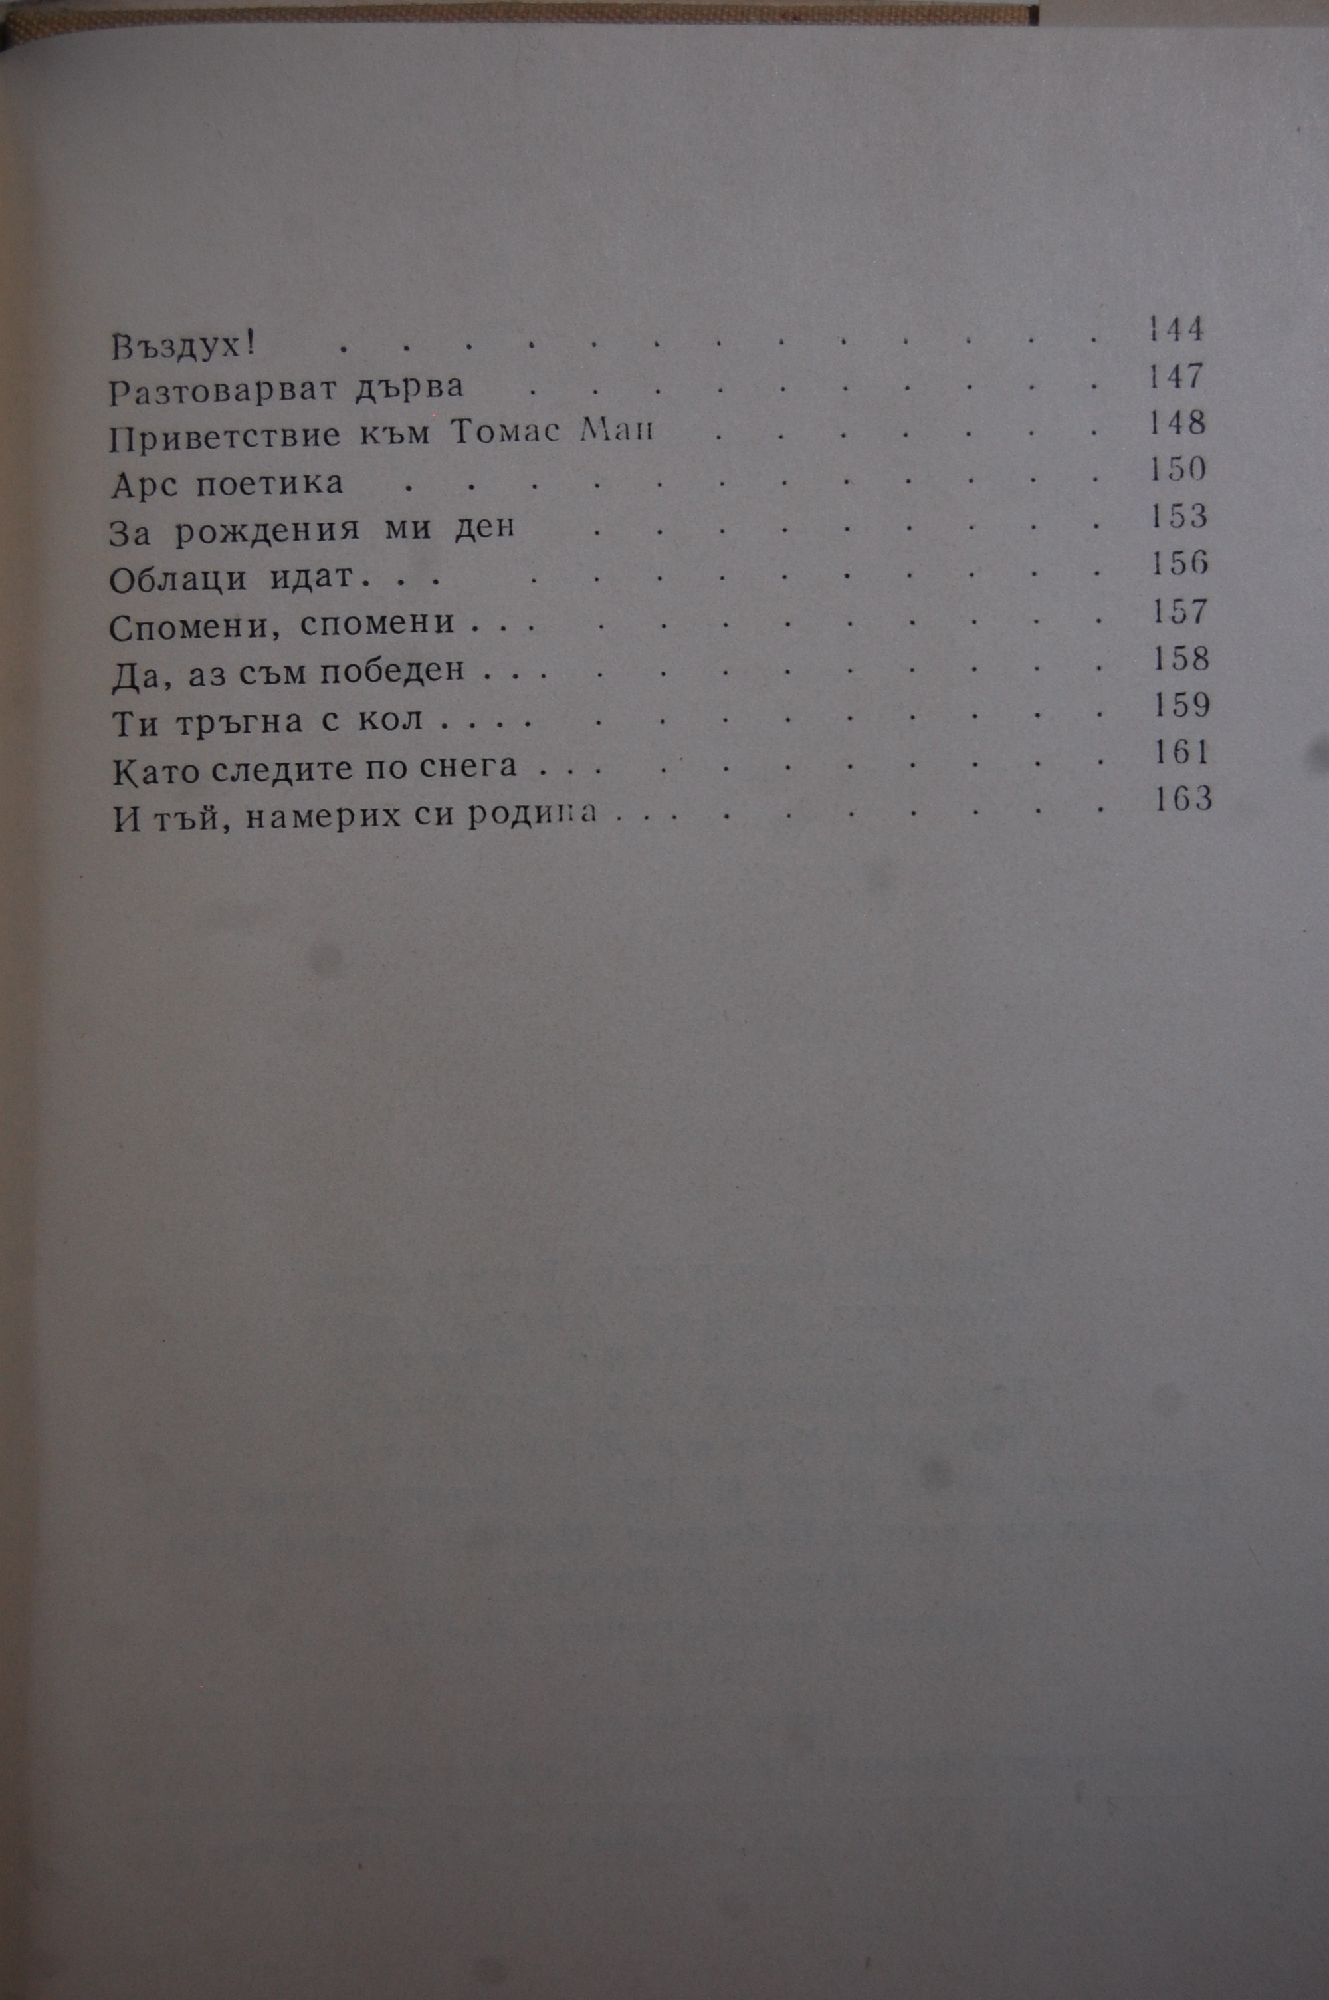 Въздух! . . . . . . . . . . . . . 144
Разтоварват дърва . . . . . . . . . . 147
Приветствие към Томас Ман . . . . . . . 148
Арс поетика . . . . . . . . . . . . 150
За рождения ми ден . . . . . . . . . 153
Облаци идат. . . . . . . . . . . . . 156
Спомени, спомени . . . . . . . . . . . . 157
Да, аз съм победен . . . . . . . . . . . . 158
Ти тръгна с кол . . . . . . . . . . . . . 159
Като следите по снега . . . . . . . . . . . 161
И тъй, намерих си родина . . . . . . . . . . . 163